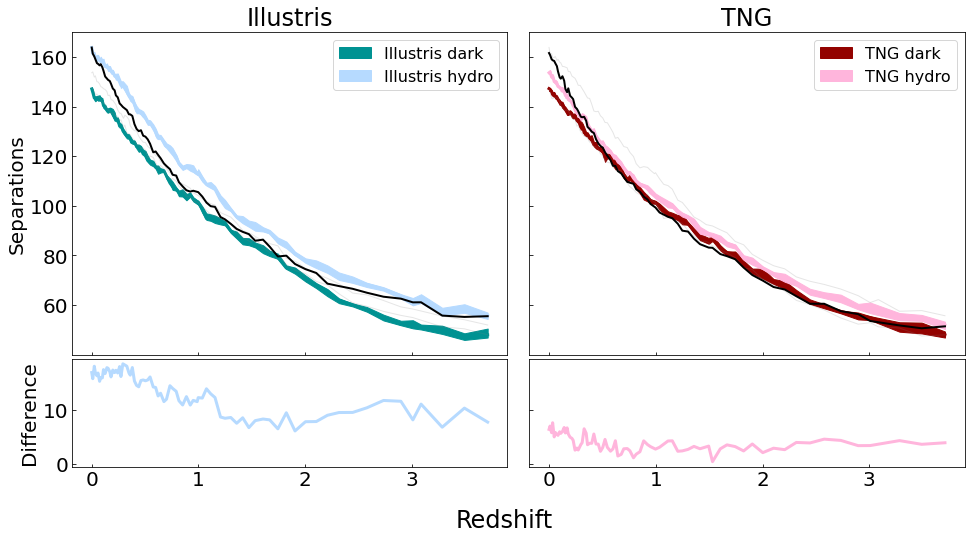 Illustris
TNG
160
140
120
100
80
60
Separations
Illustris dark
Illustris hydro
TNG dark
TNG hydro
10
0
Difference
0 1 2 3
0 1 2 3
Redshift